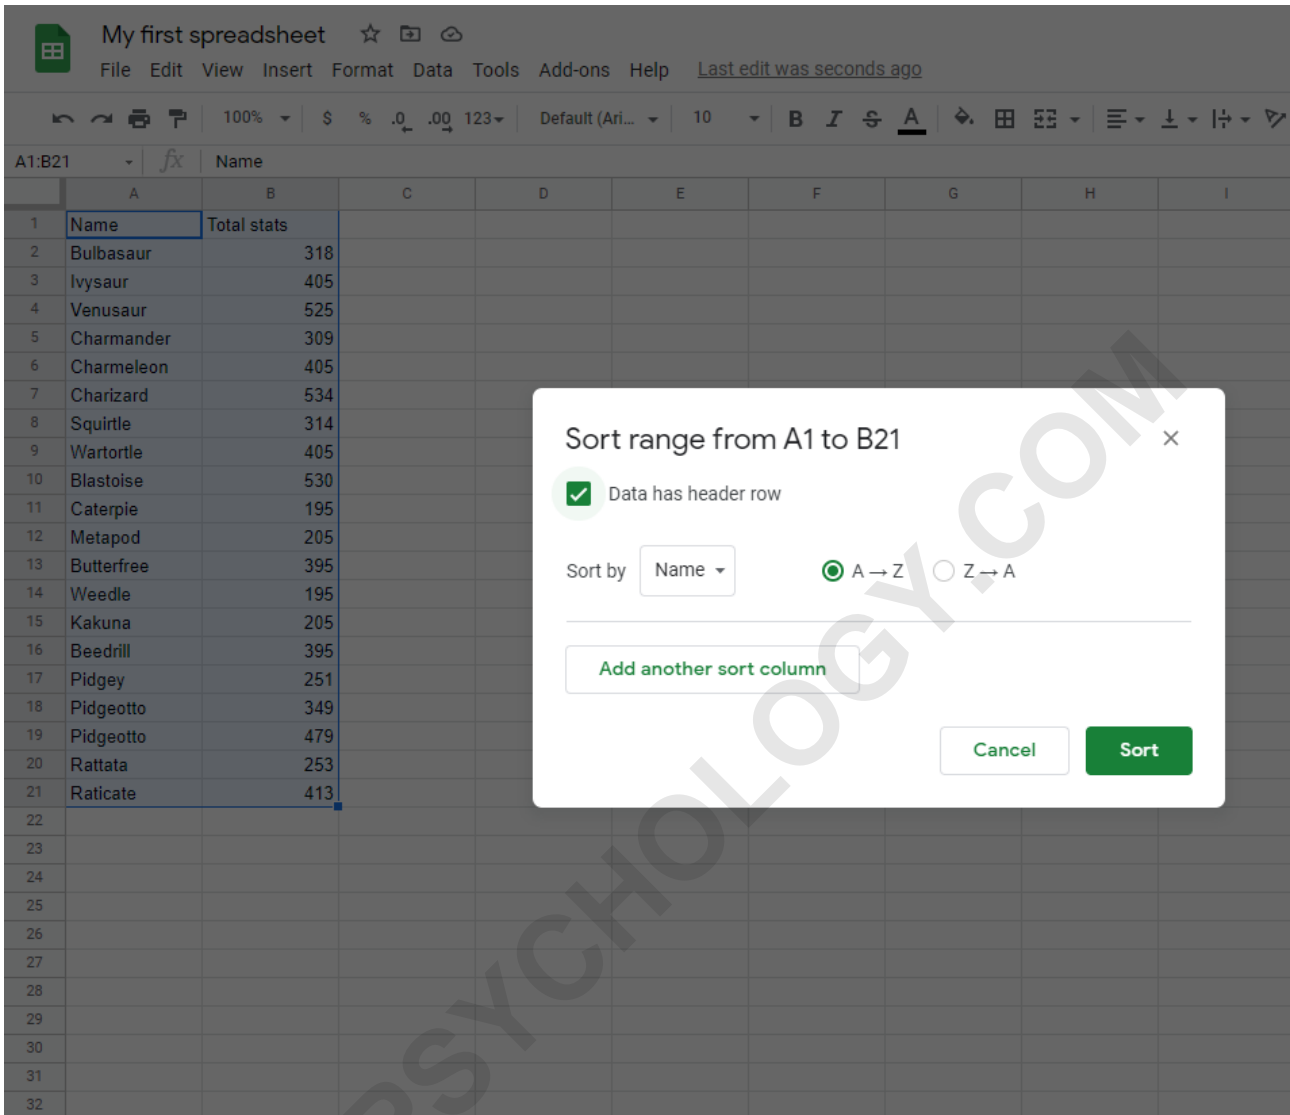 My first spreadsheet
File Edit View Insert Format Data Tools Add-ons Help Last edit was seconds ago
100% $ % .0 .00 123 Default (Ari... 10 B I S A
A1:B21 fx Name
A B C D E F G H I
1 Name Total stats
2 Bulbasaur 318
3 Ivysaur 405
4 Venusaur 525
5 Charmander 309
6 Charmeleon 405
7 Charizard 534
8 Squirtle 314
9 Wartortle 405
10 Blastoise 530
11 Caterpie 195
12 Metapod 205
13 Butterfree 395
14 Weedle 195
15 Kakuna 205
16 Beedrill 395
17 Pidgey 251
18 Pidgeotto 349
19 Pidgeotto 479
20 Rattata 253
21 Raticate 413
22
23
24
25
26
27
28
29
30
31
32
Sort range from A1 to B21
Data has header row
Sort by Name A → Z Z → A
Add another sort column
Cancel Sort
RSYCHOLOGY.COM